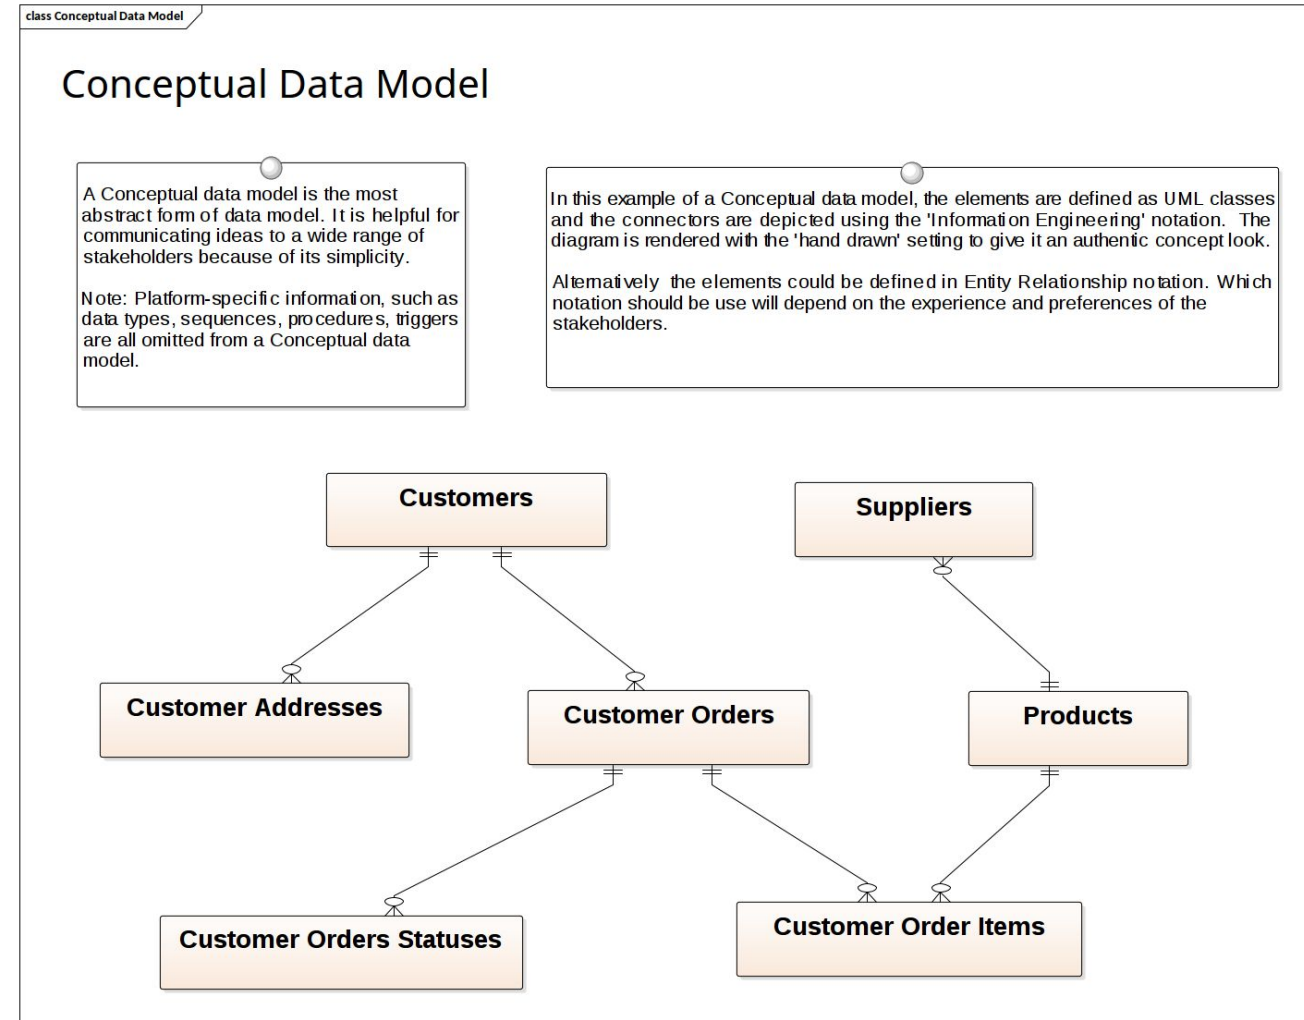 class Conceptual Data Model
Conceptual Data Model
A Conceptual data model is the most
abstract form of data model. It is helpful for
communicating ideas to a wide range of
stakeholders because of its simplicity.
Note: Platform-specific information, such as
data types, sequences, procedures, triggers
are all omitted from a Conceptual data
model.
In this example of a Conceptual data model, the elements are defined as UML classes
and the connectors are depicted using the 'Information Engineering' notation. The
diagram is rendered with the 'hand drawn' setting to give it an authentic concept look.
Alternatively the elements could be defined in Entity Relationship notation. Which
notation should be use will depend on the experience and preferences of the
stakeholders.
Customers
Suppliers
Customer Addresses
Customer Orders
Products
Customer Orders Statuses
Customer Order Items